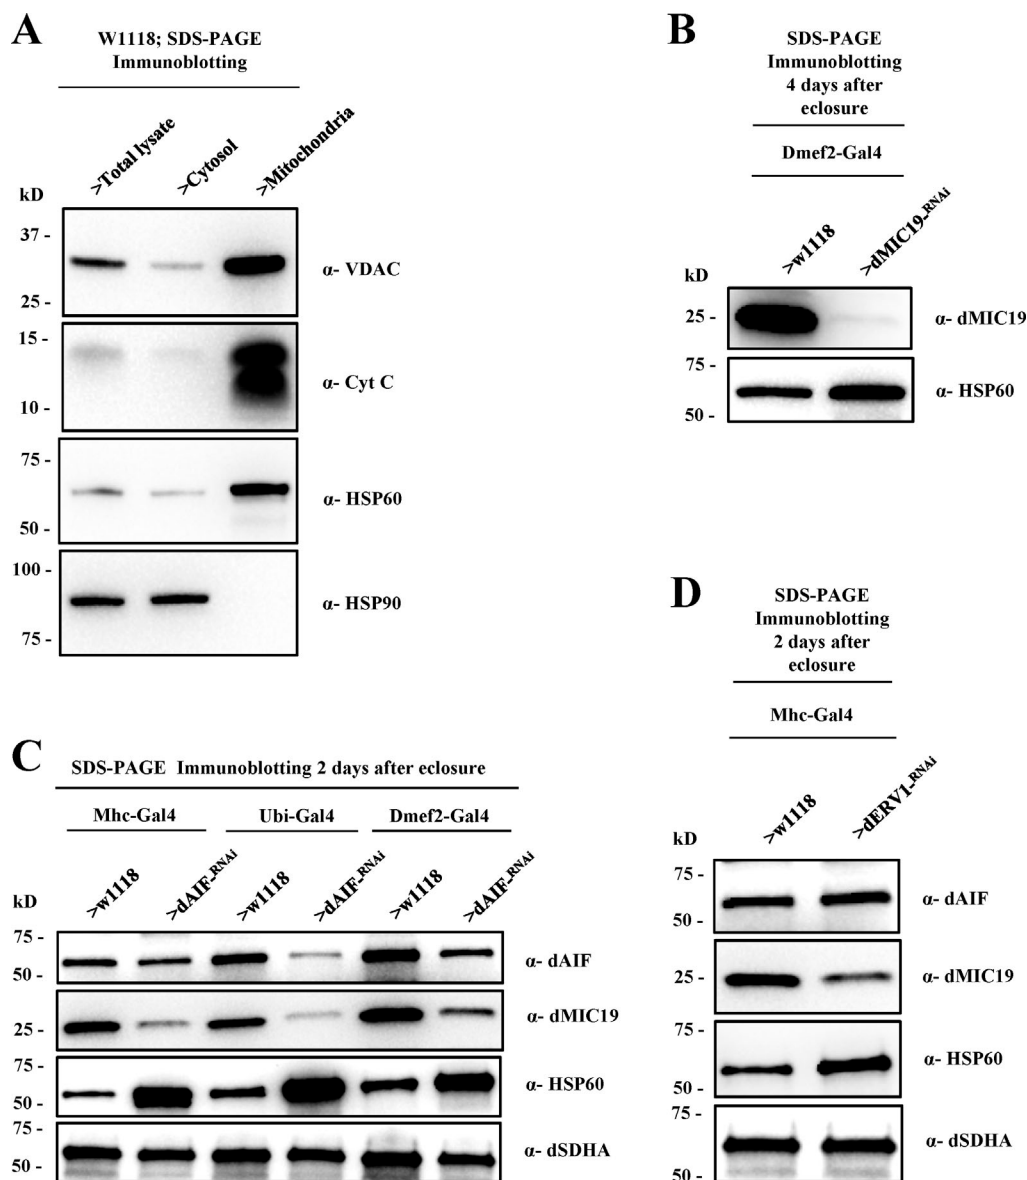 A
W1118; SDS-PAGE
Immunoblotting
>Total lysate
>Cytosol
>Mitochondria
kD
37 -
25 -
α- VDAC
15 -
10 -
α- Cyt C
75 -
50 -
α- HSP60
100 -
75 -
α- HSP90
B
SDS-PAGE
Immunoblotting
4 days after
eclosure
Dmef2-Gal4
>w1118
>dMIC19-RNAi
kD
25 -
α- dMIC19
75 -
50 -
α- HSP60
C
SDS-PAGE Immunoblotting 2 days after eclosure
Mhc-Gal4
Ubi-Gal4
Dmef2-Gal4
>w1118
>dAIF-RNAi
>w1118
>dAIF-RNAi
>w1118
>dAIF-RNAi
kD
75 -
50 -
α- dAIF
25 -
α- dMIC19
75 -
50 -
α- HSP60
75 -
50 -
α- dSDHA
D
SDS-PAGE
Immunoblotting
2 days after
eclosure
Mhc-Gal4
>w1118
>dERV1-RNAi
kD
75 -
50 -
α- dAIF
25 -
α- dMIC19
75 -
50 -
α- HSP60
75 -
50 -
α- dSDHA